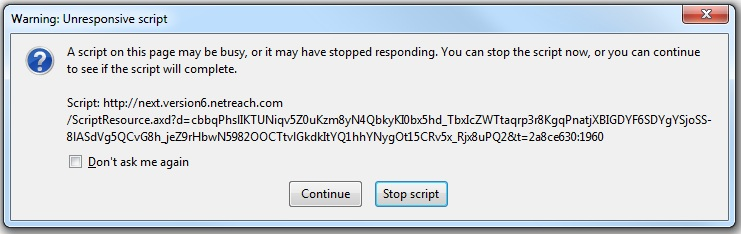 Warning: Unresponsive script
A script on this page may be busy, or it may have stopped responding. You can stop the script now, or you can continue
to see if the script will complete.
Script: http://next.version6.netreach.com
/ScriptResource.axd?d=cbbqPhslIKTUNiqv5Z0uKzm8yN4QbkyKI0bx5hd_TbxIcZWTtaqrp3r8KgqPnatjXBIGDYF6SDYgYSjoSS-
8IASdVg5QCvG8h_jeZ9rHbwN5982OOCTtvIGkdkItYQ1hhYNygOt15CRv5x_Rjx8uPQ2&t=2a8ce630:1960
Don't ask me again
Continue
Stop script